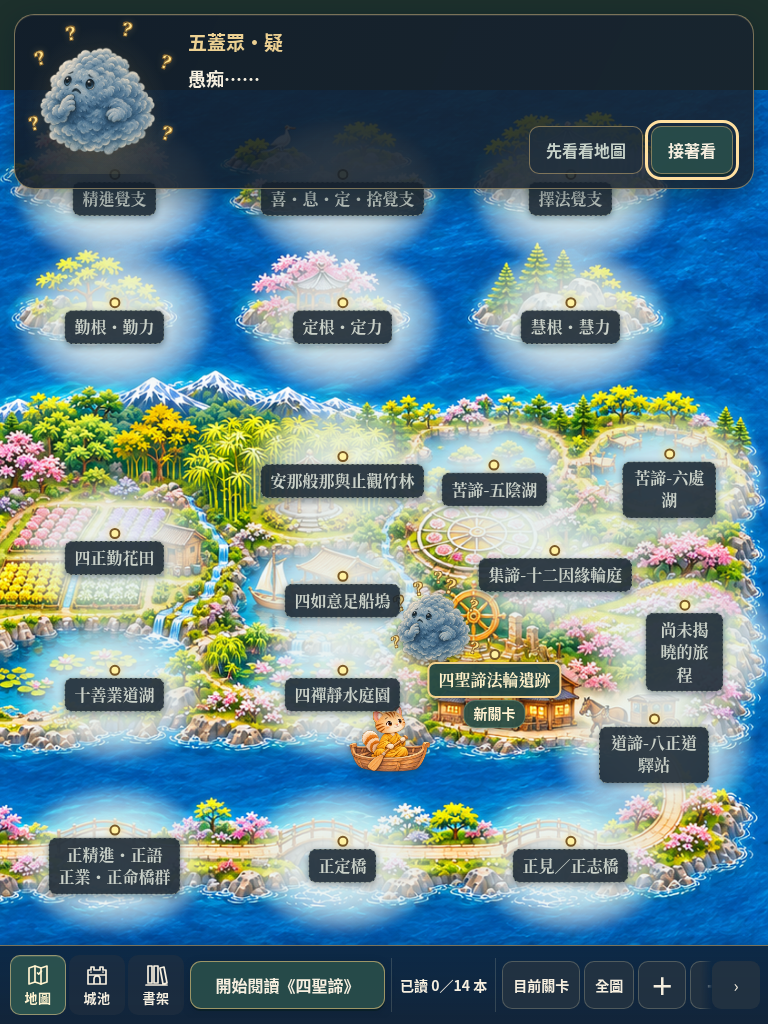 五蓋眾・疑
愚痴⋯⋯
先看看地圖
接著看
精進覺支
喜・息・定・捨覺支
擇法覺支
勤根・勤力
定根・定力
慧根・慧力
安那般那與止觀竹林
苦諦-五陰湖
苦諦-六處
湖
四正勤花田
集諦-十二因緣輪庭
四如意足船塢
尚未揭
曉的旅
程
四聖諦法輪遺跡
十善業道湖
四禪靜水庭園
新關卡
道諦-八正道
驛站
正精進・正語
正業・正命橋群
正定橋
正見／正志橋
地圖
城池
書架
開始閱讀《四聖諦》
已讀 0／14 本
目前關卡
全圖
＋
›